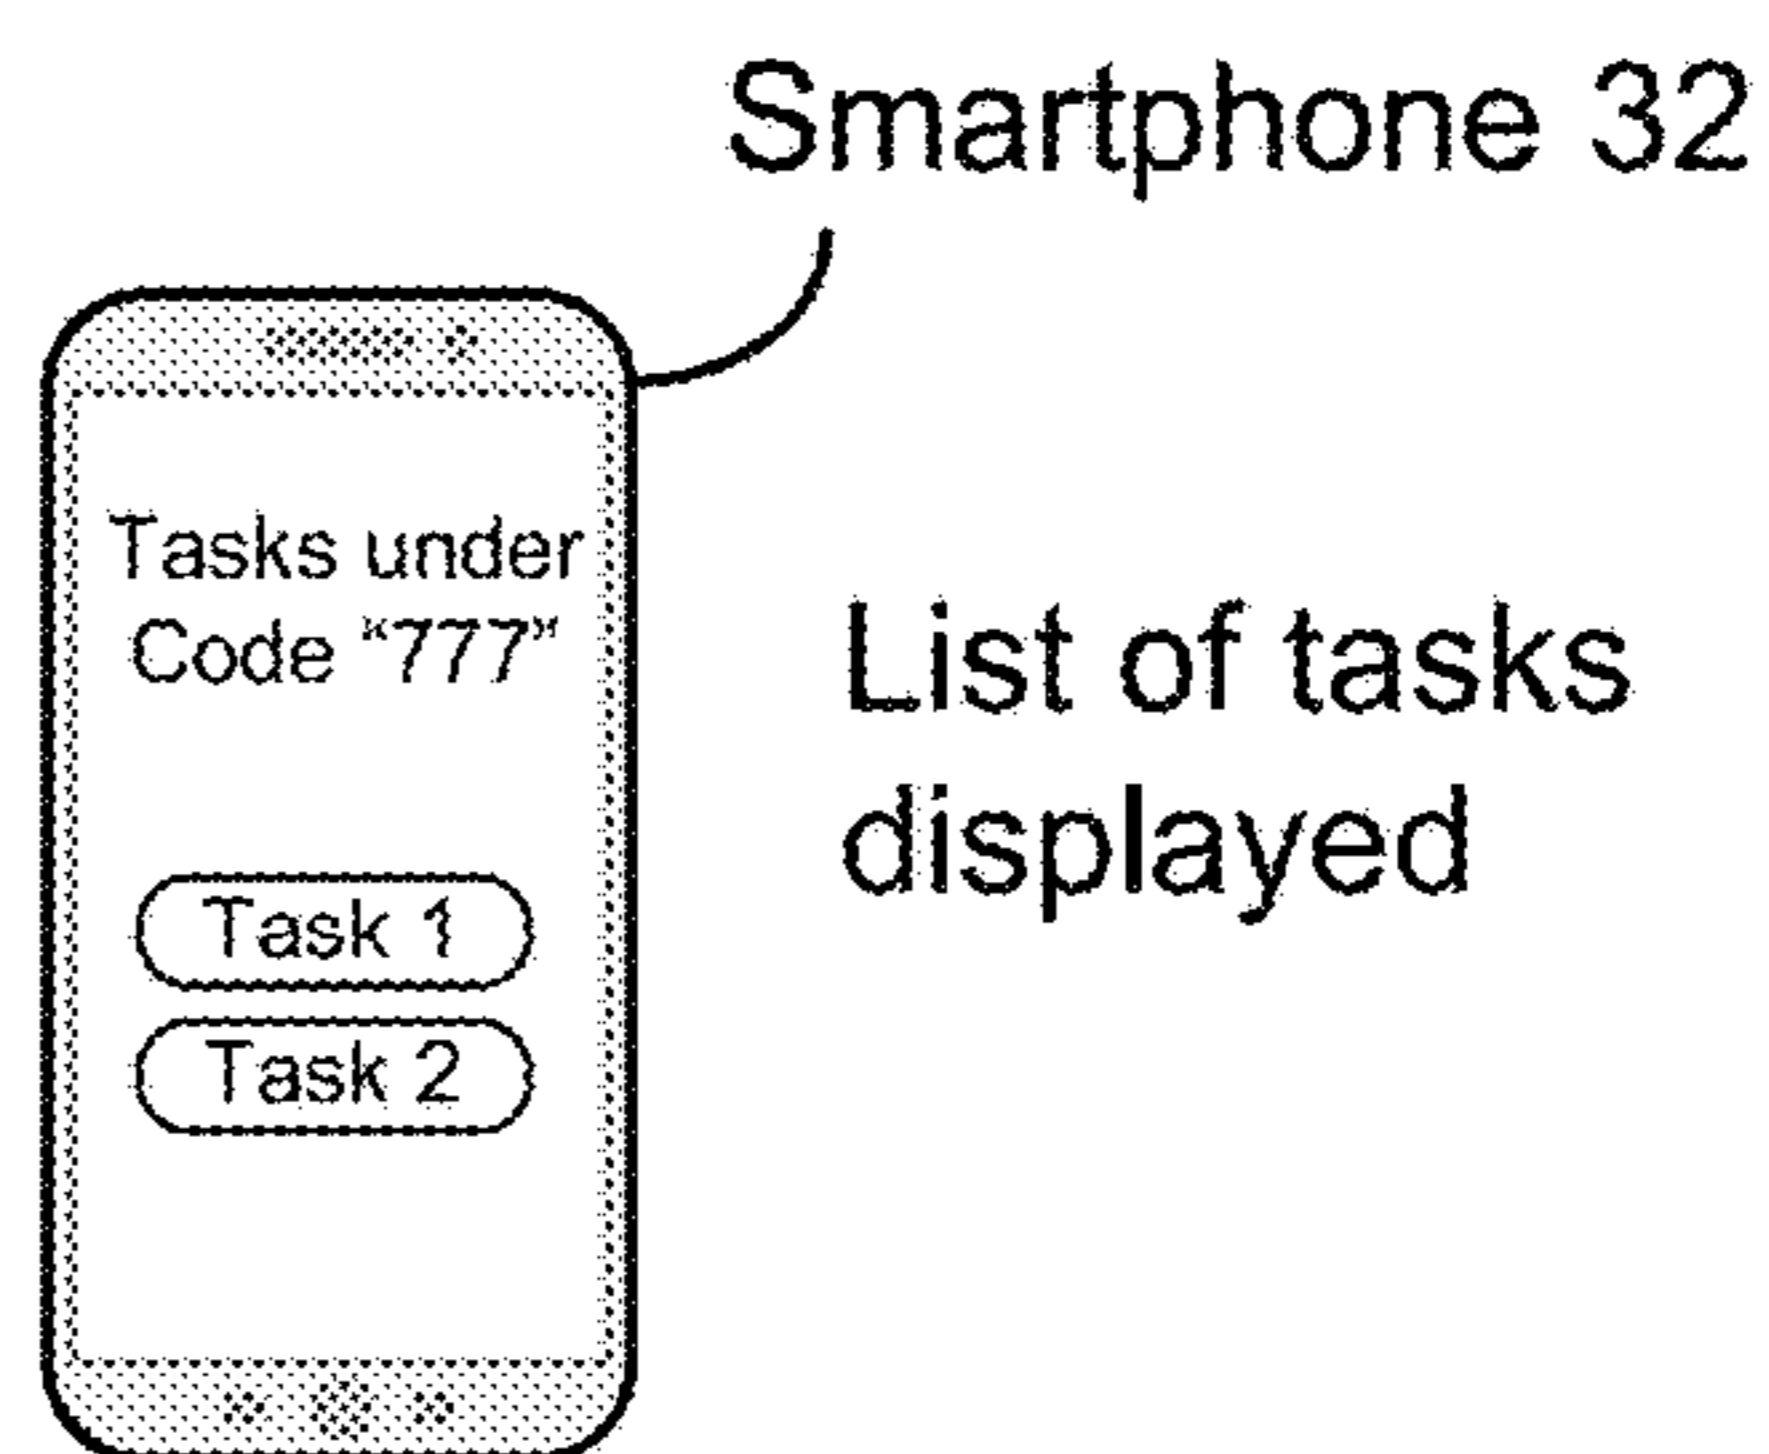 Smartphone 32
Tasks under
Code "777"
List of tasks
displayed
Task 1
Task 2